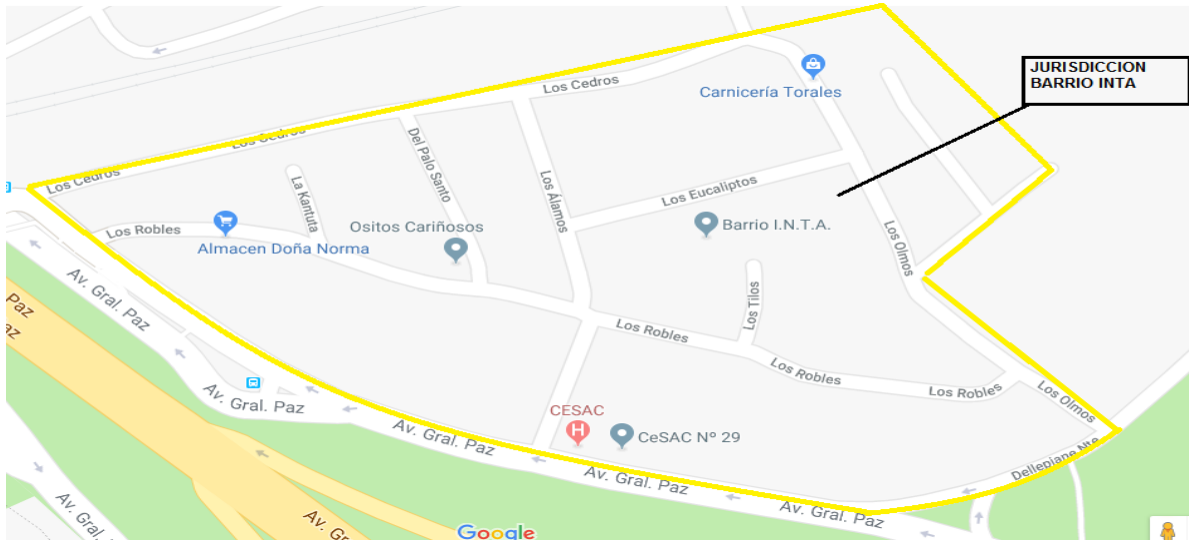 JURISDICCION
BARRIO INTA
Los Cedros
Carnicería Torales
Los Cedros
Del Palo Santo
Los Cedros
La Kantuta
Los Álamos
Los Eucaliptos
Ositos Cariñosos
Barrio I.N.T.A.
Los Robles
Almacen Doña Norma
Los Olmos
Av. Gral. Paz
Paz
az
Los Tilos
Los Robles
Los Robles
Los Robles
Los Olmos
Av. Gral. Paz
CESAC
H
Av. Gral. Paz
CeSAC Nº 29
Dellepiane Nte
Av. Gral. Paz
Av. Gral. Paz
Av. Gral.
Av. Gr
Google